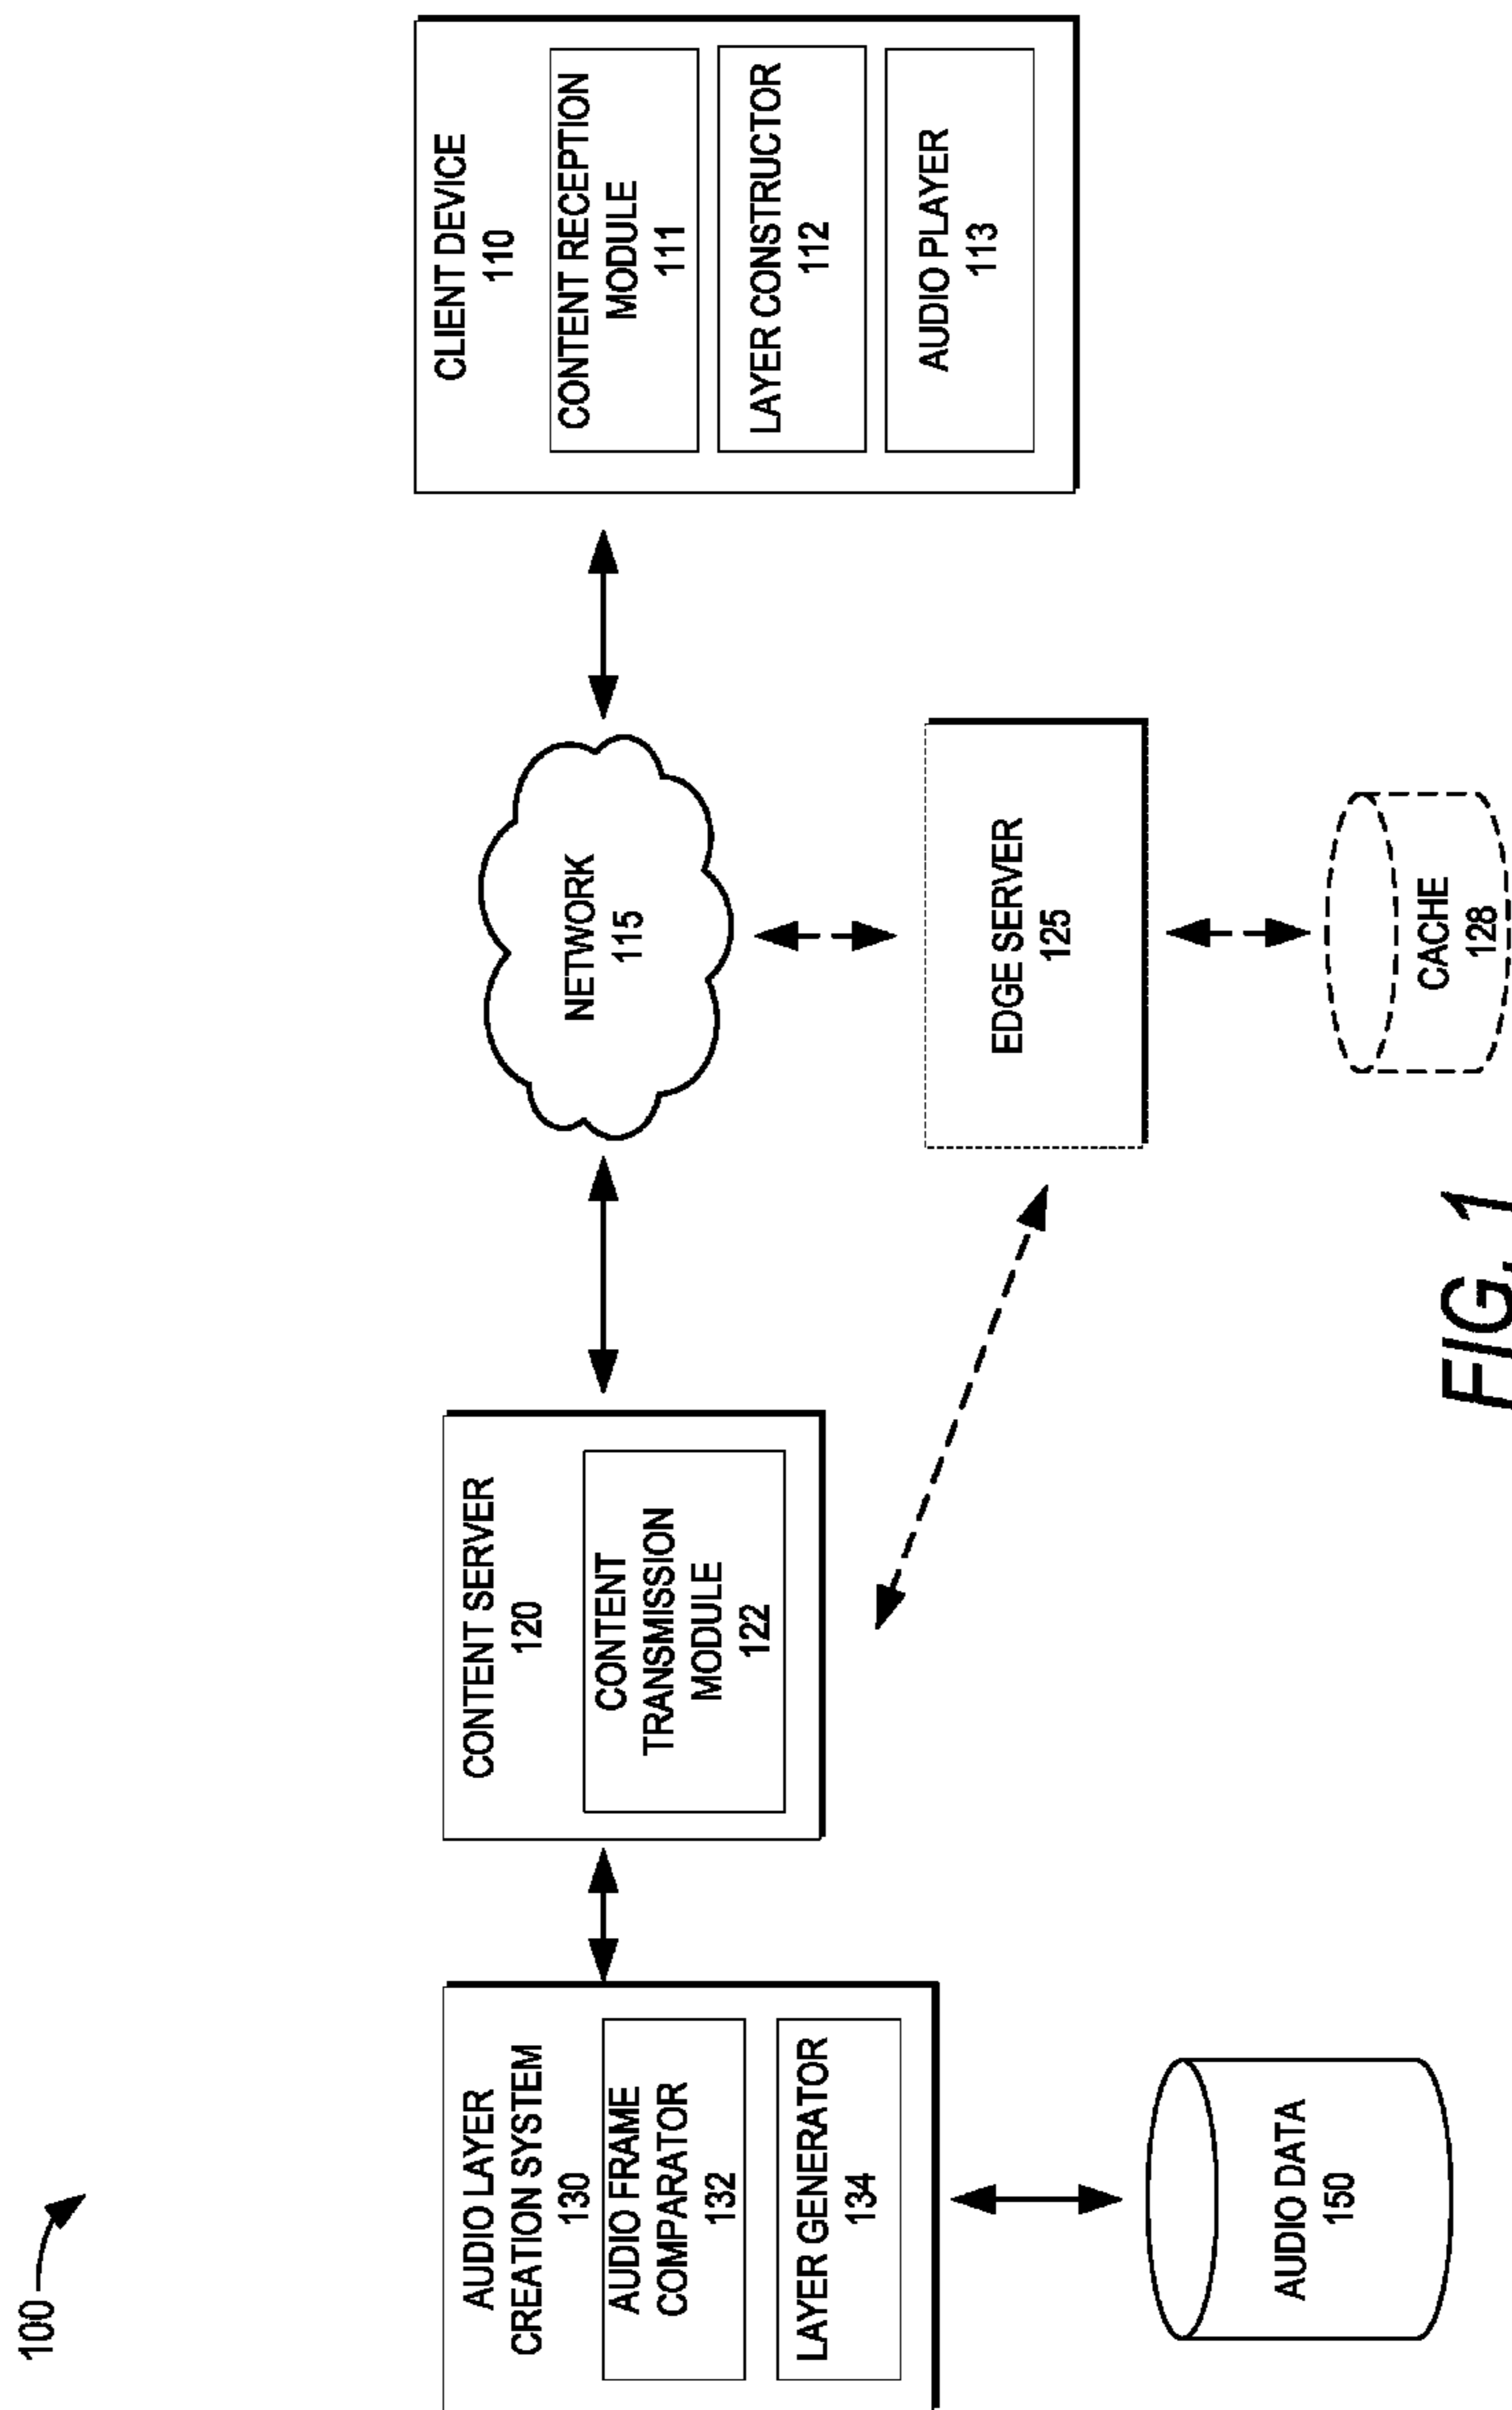 100
AUDIO LAYER
CREATION SYSTEM
130
AUDIO FRAME
COMPARATOR
132
LAYER GENERATOR
134
AUDIO DATA
150
CONTENT SERVER
120
CONTENT
TRANSMISSION
MODULE
122
NETWORK
115
EDGE SERVER
125
CACHE
128
CLIENT DEVICE
110
CONTENT RECEPTION
MODULE
111
LAYER CONSTRUCTOR
112
AUDIO PLAYER
113
FIG. 1